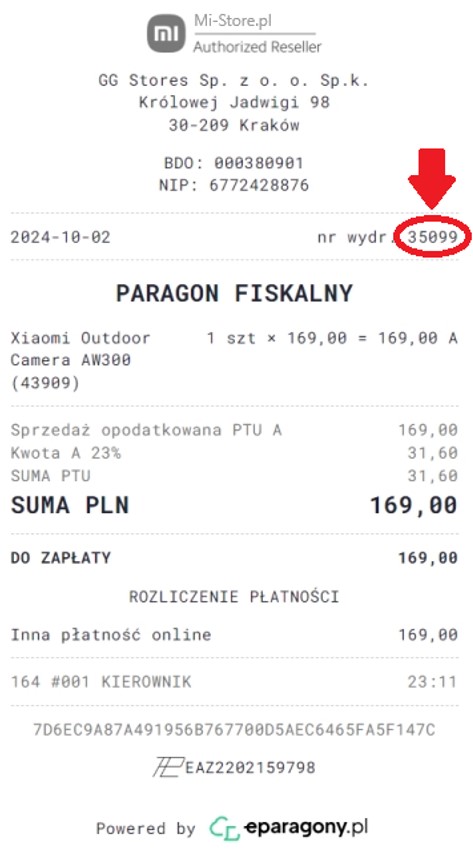 Mi-Store.pl
Authorized Reseller
GG Stores Sp. z o. o. Sp.k.
Królowej Jadwigi 98
30-209 Kraków
BDO: 000380901
NIP: 6772428876
2024-10-02 nr wydr. 35099
PARAGON FISKALNY
Xiaomi Outdoor 1 szt × 169,00 = 169,00 A
Camera AW300
(43909)
Sprzedaż opodatkowana PTU A 169,00
Kwota A 23% 31,60
SUMA PTU 31,60
SUMA PLN 169,00
DO ZAPŁATY 169,00
ROZLICZENIE PŁATNOŚCI
Inna płatność online 169,00
164 #001 KIEROWNIK 23:11
7D6EC9A87A491956B767700D5AEC6465FA5F147C
EAZ2202159798
Powered by eparagony.pl